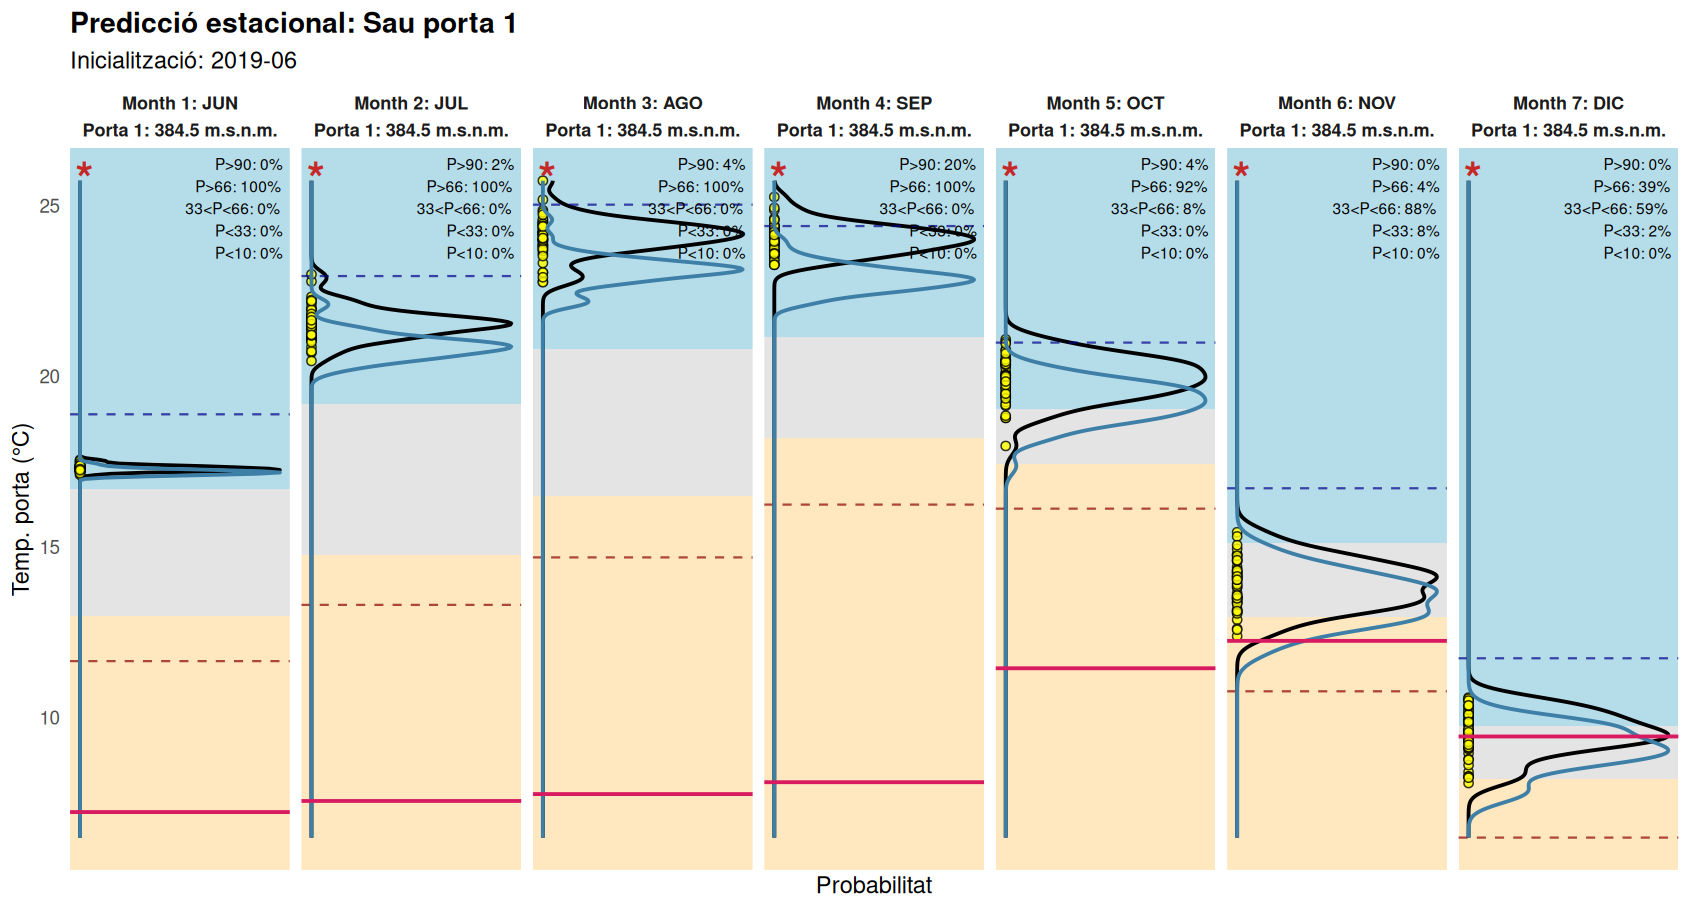 Predicció estacional: Sau porta 1
Inicialització: 2019-06
Month 1: JUN
Porta 1: 384.5 m.s.n.m.
Month 2: JUL
Porta 1: 384.5 m.s.n.m.
Month 3: AGO
Porta 1: 384.5 m.s.n.m.
Month 4: SEP
Porta 1: 384.5 m.s.n.m.
Month 5: OCT
Porta 1: 384.5 m.s.n.m.
Month 6: NOV
Porta 1: 384.5 m.s.n.m.
Month 7: DIC
Porta 1: 384.5 m.s.n.m.
*
P>90: 0%
P>66: 100%
33<P<66: 0%
P<33: 0%
P<10: 0%
*
P>90: 2%
P>66: 100%
33<P<66: 0%
P<33: 0%
P<10: 0%
*
P>90: 4%
P>66: 100%
33<P<66: 0%
P<33: 0%
P<10: 0%
*
P>90: 20%
P>66: 100%
33<P<66: 0%
P<33: 0%
P<10: 0%
*
P>90: 4%
P>66: 92%
33<P<66: 8%
P<33: 0%
P<10: 0%
*
P>90: 0%
P>66: 4%
33<P<66: 88%
P<33: 8%
P<10: 0%
*
P>90: 0%
P>66: 39%
33<P<66: 59%
P<33: 2%
P<10: 0%
Temp. porta (°C)
25
20
15
10
Probabilitat